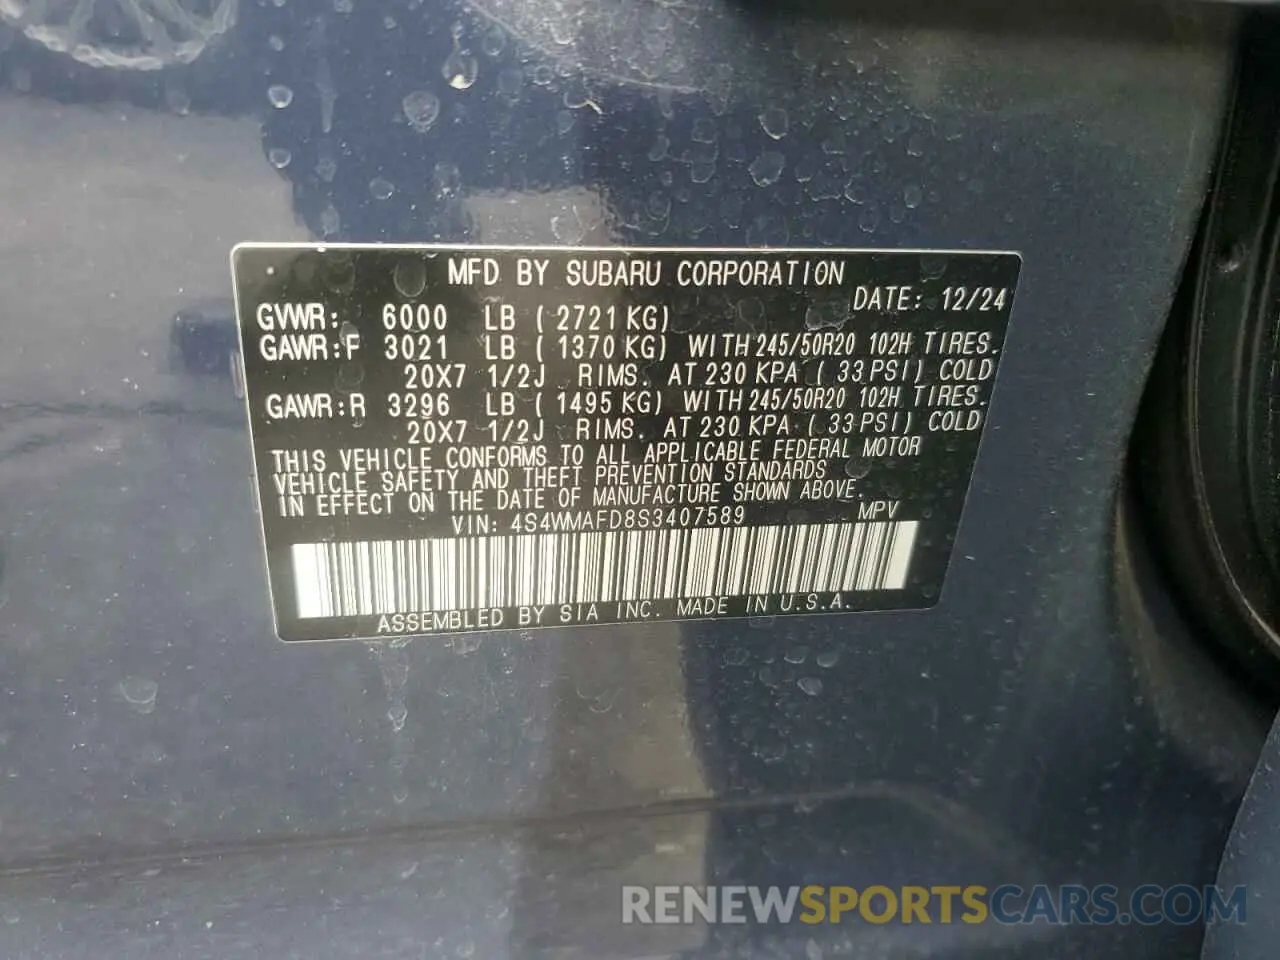 MFD BY SUBARU CORPORATION
DATE: 12/24
GVWR: 6000 LB ( 2721 KG)
GAWR:F 3021 LB ( 1370 KG) WITH 245/50R20 102H TIRES.
20X7 1/2J RIMS. AT 230 KPA ( 33 PSI) COLD
GAWR:R 3296 LB ( 1495 KG) WITH 245/50R20 102H TIRES.
20X7 1/2J RIMS. AT 230 KPA ( 33 PSI) COLD
THIS VEHICLE CONFORMS TO ALL APPLICABLE FEDERAL MOTOR
VEHICLE SAFETY AND THEFT PREVENTION STANDARDS
IN EFFECT ON THE DATE OF MANUFACTURE SHOWN ABOVE.
VIN: 4S4WMAFD8S3407589 MPV
ASSEMBLED BY SIA INC. MADE IN U.S.A.
RENEWSPORTSCARS.COM